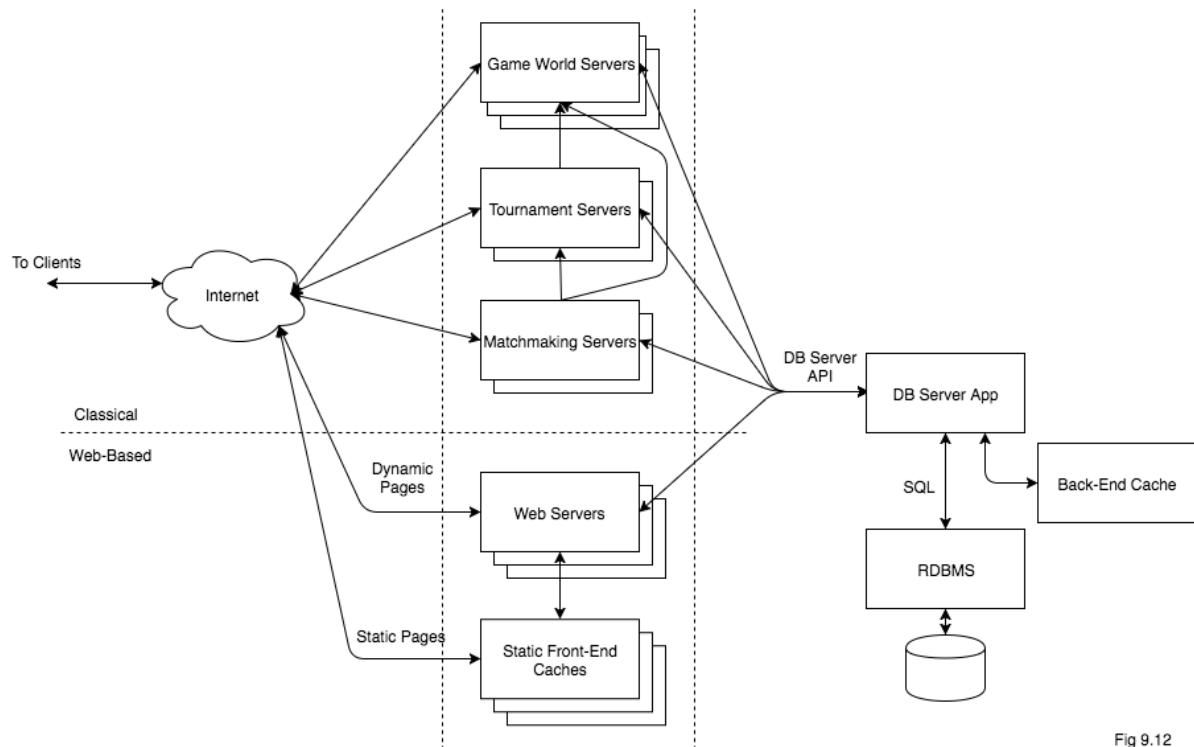 Game World Servers
Tournament Servers
To Clients
Internet
Matchmaking Servers
DB Server
API
DB Server App
Classical
Web-Based
Dynamic
Pages
SQL
Back-End Cache
Web Servers
RDBMS
Static Pages
Static Front-End
Caches
Fig 9.12